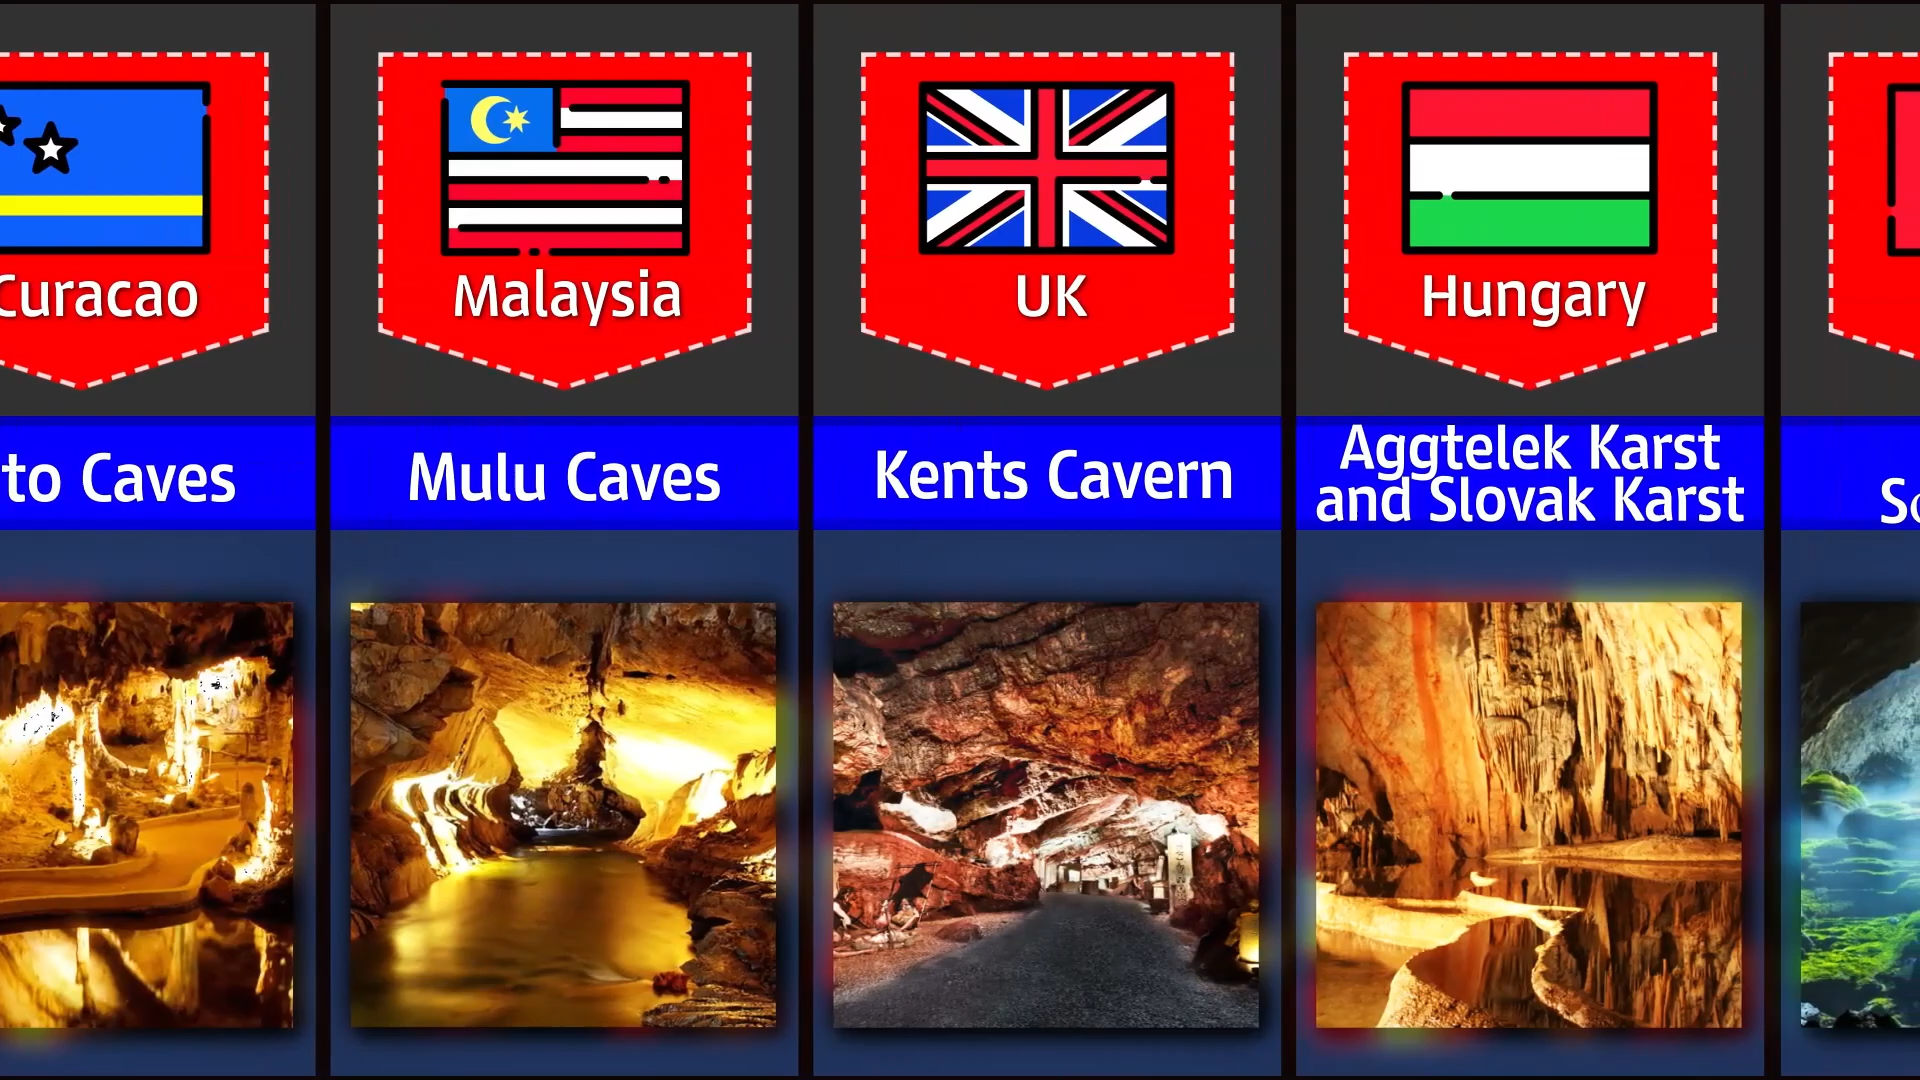 Curacao
Malaysia
UK
Hungary
to Caves
Mulu Caves
Kents Cavern
Aggtelek Karst
and Slovak Karst